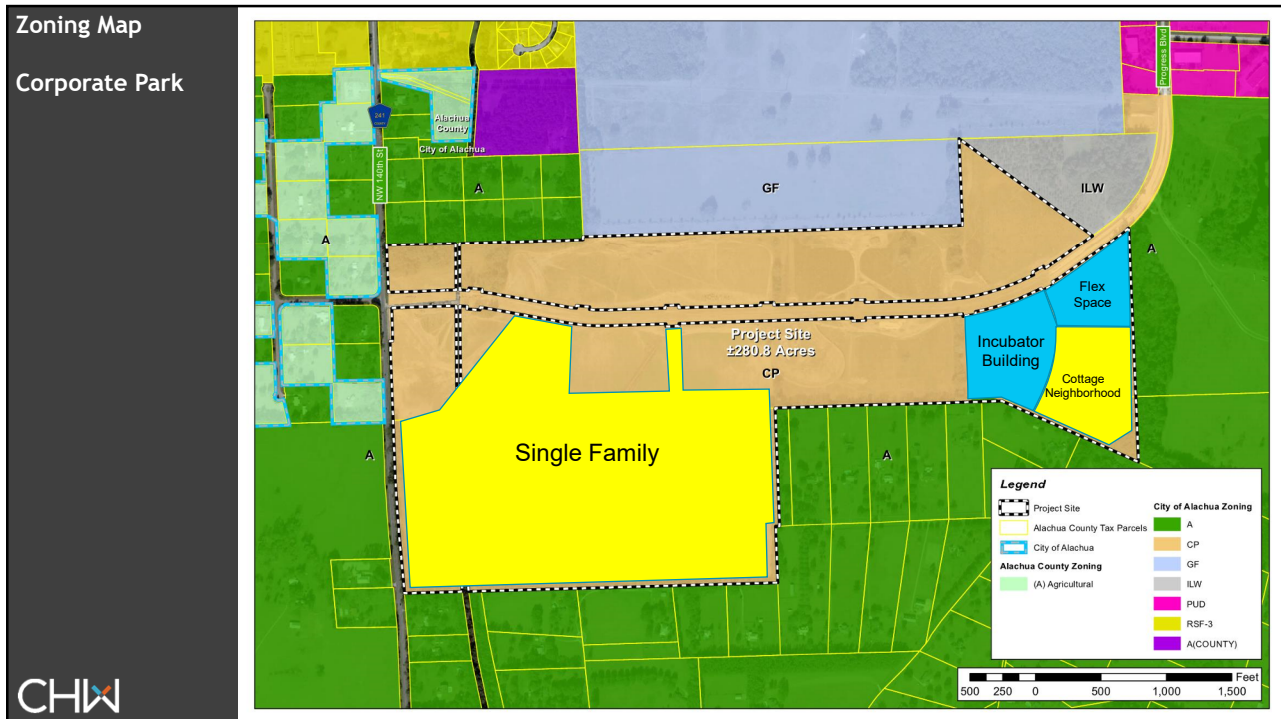 Zoning Map
Corporate Park
CHW
241
NW 140th St
Alachua
County
City of Alachua
A
A
GF
ILW
A
Progress Blvd
Flex
Space
Incubator
Building
Cottage
Neighborhood
Project Site
±280.8 Acres
CP
Single Family
A
A
Legend
Project Site
Alachua County Tax Parcels
City of Alachua
Alachua County Zoning
(A) Agricultural
City of Alachua Zoning
A
CP
GF
ILW
PUD
RSF-3
A(COUNTY)
Feet
500 250 0 500 1,000 1,500